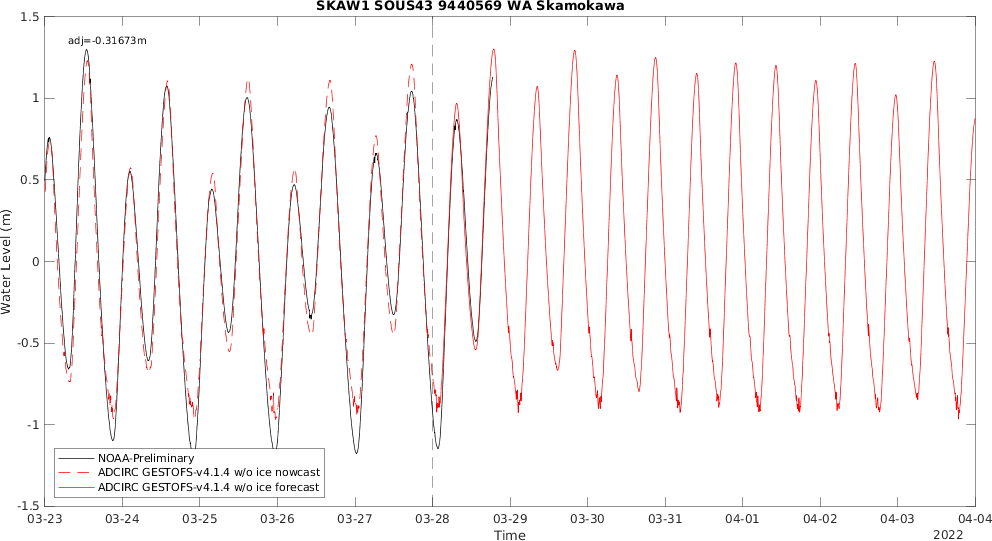 SKAW1 SOUS43 9440569 WA Skamokawa
adj=-0.31673m
1.5
1
0.5
0
-0.5
-1
-1.5
Water Level (m)
NOAA-Preliminary
ADCIRC GESTOFS-v4.1.4 w/o ice nowcast
ADCIRC GESTOFS-v4.1.4 w/o ice forecast
03-23 03-24 03-25 03-26 03-27 03-28 03-29 03-30 03-31 04-01 04-02 04-03 04-04
Time
2022